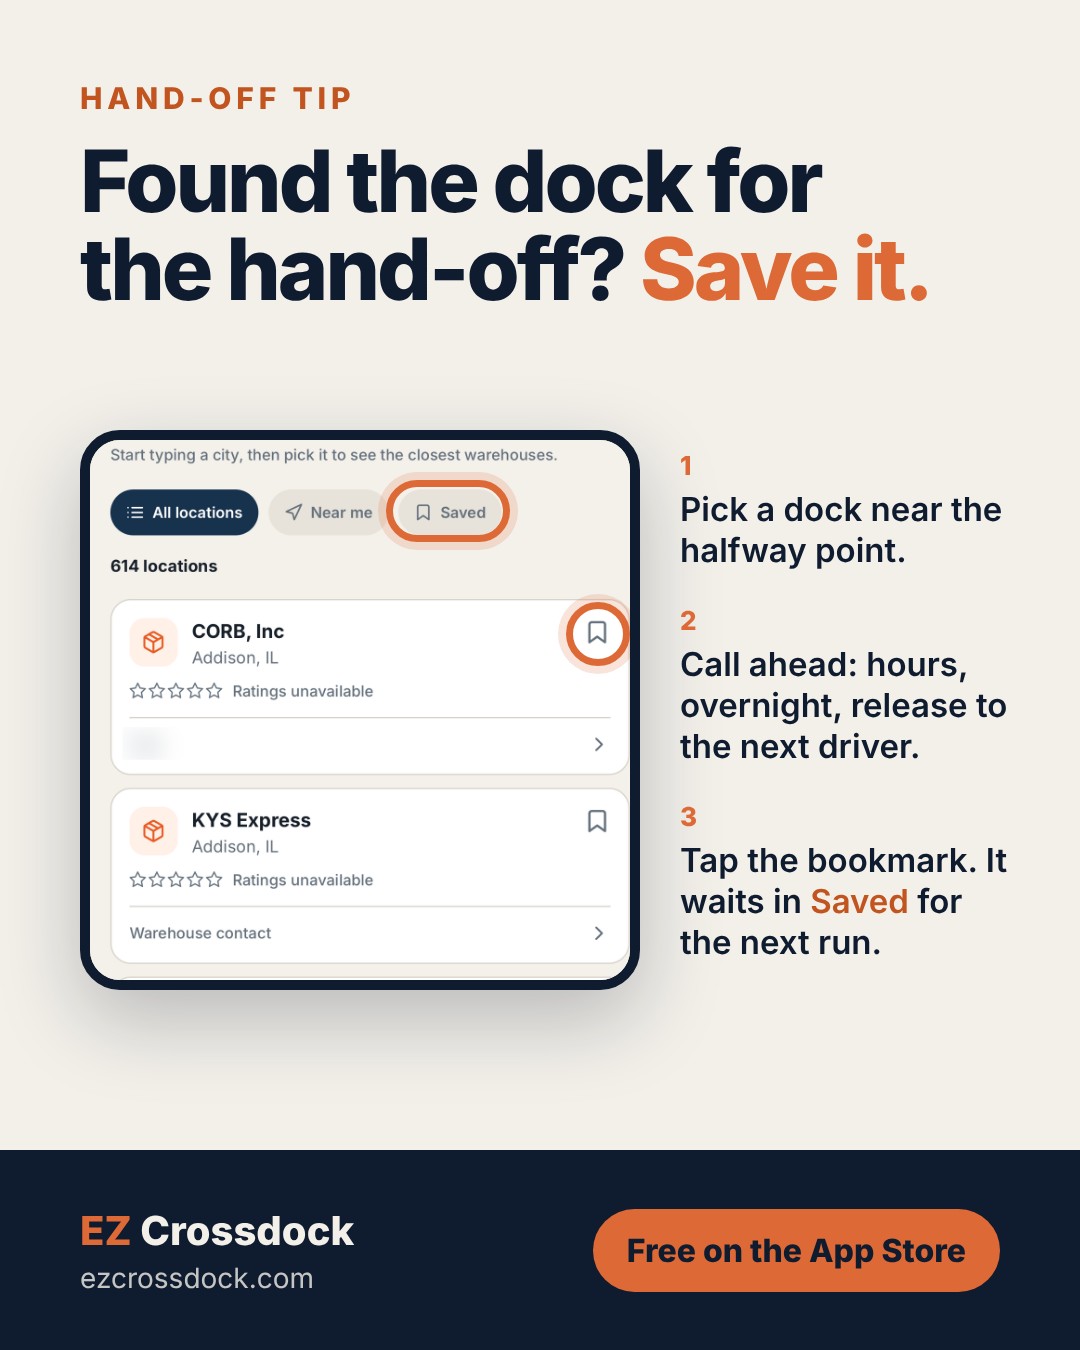 HAND-OFF TIP
Found the dock for
the hand-off? Save it.
Start typing a city, then pick it to see the closest warehouses.
All locations
Near me
Saved
614 locations
CORB, Inc
Addison, IL
Ratings unavailable
KYS Express
Addison, IL
Ratings unavailable
Warehouse contact
1
Pick a dock near the
halfway point.
2
Call ahead: hours,
overnight, release to
the next driver.
3
Tap the bookmark. It
waits in Saved for
the next run.
EZ Crossdock
ezcrossdock.com
Free on the App Store